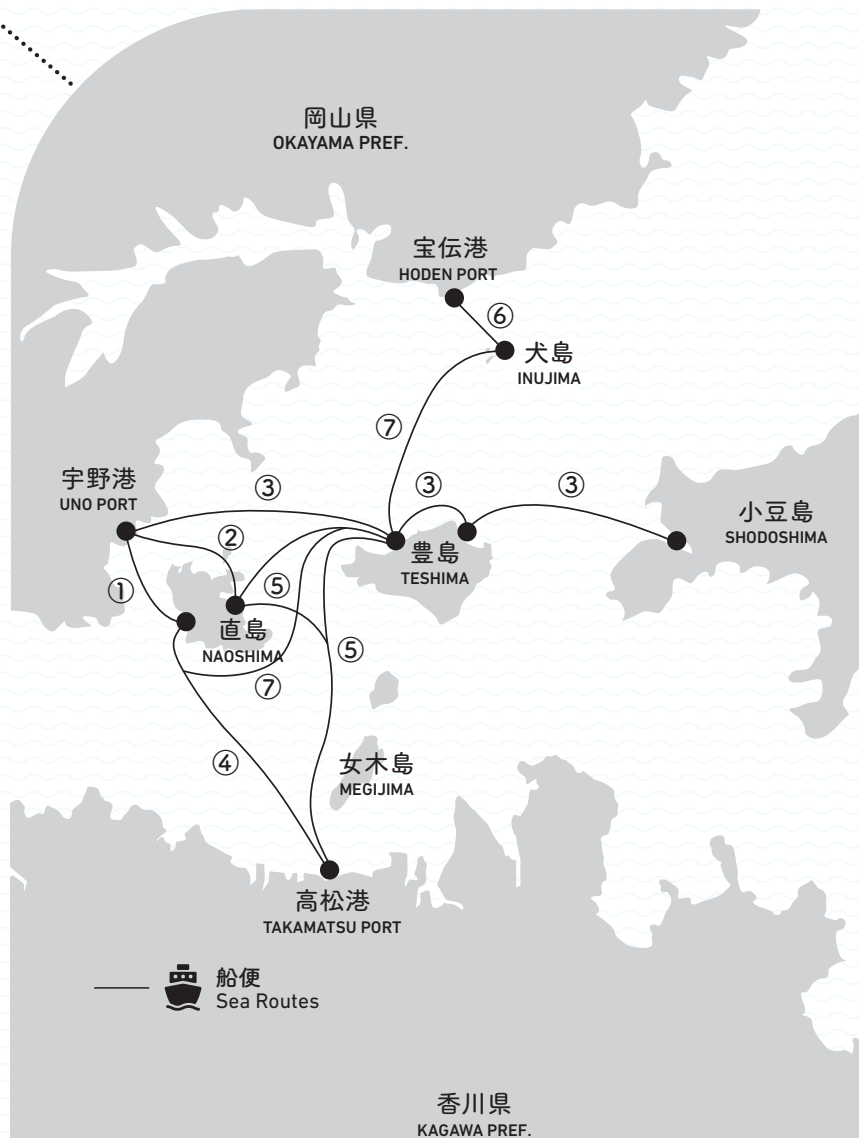 岡山県
OKAYAMA PREF.
宝伝港
HODEN PORT
⑥
犬島
INUJIMA
⑦
宇野港
UNO PORT
③
③
③
小豆島
SHODOSHIMA
②
豊島
TESHIMA
①
⑤
直島
NAOSHIMA
⑤
⑦
④
女木島
MEGIJIMA
高松港
TAKAMATSU PORT
船便
Sea Routes
香川県
KAGAWA PREF.